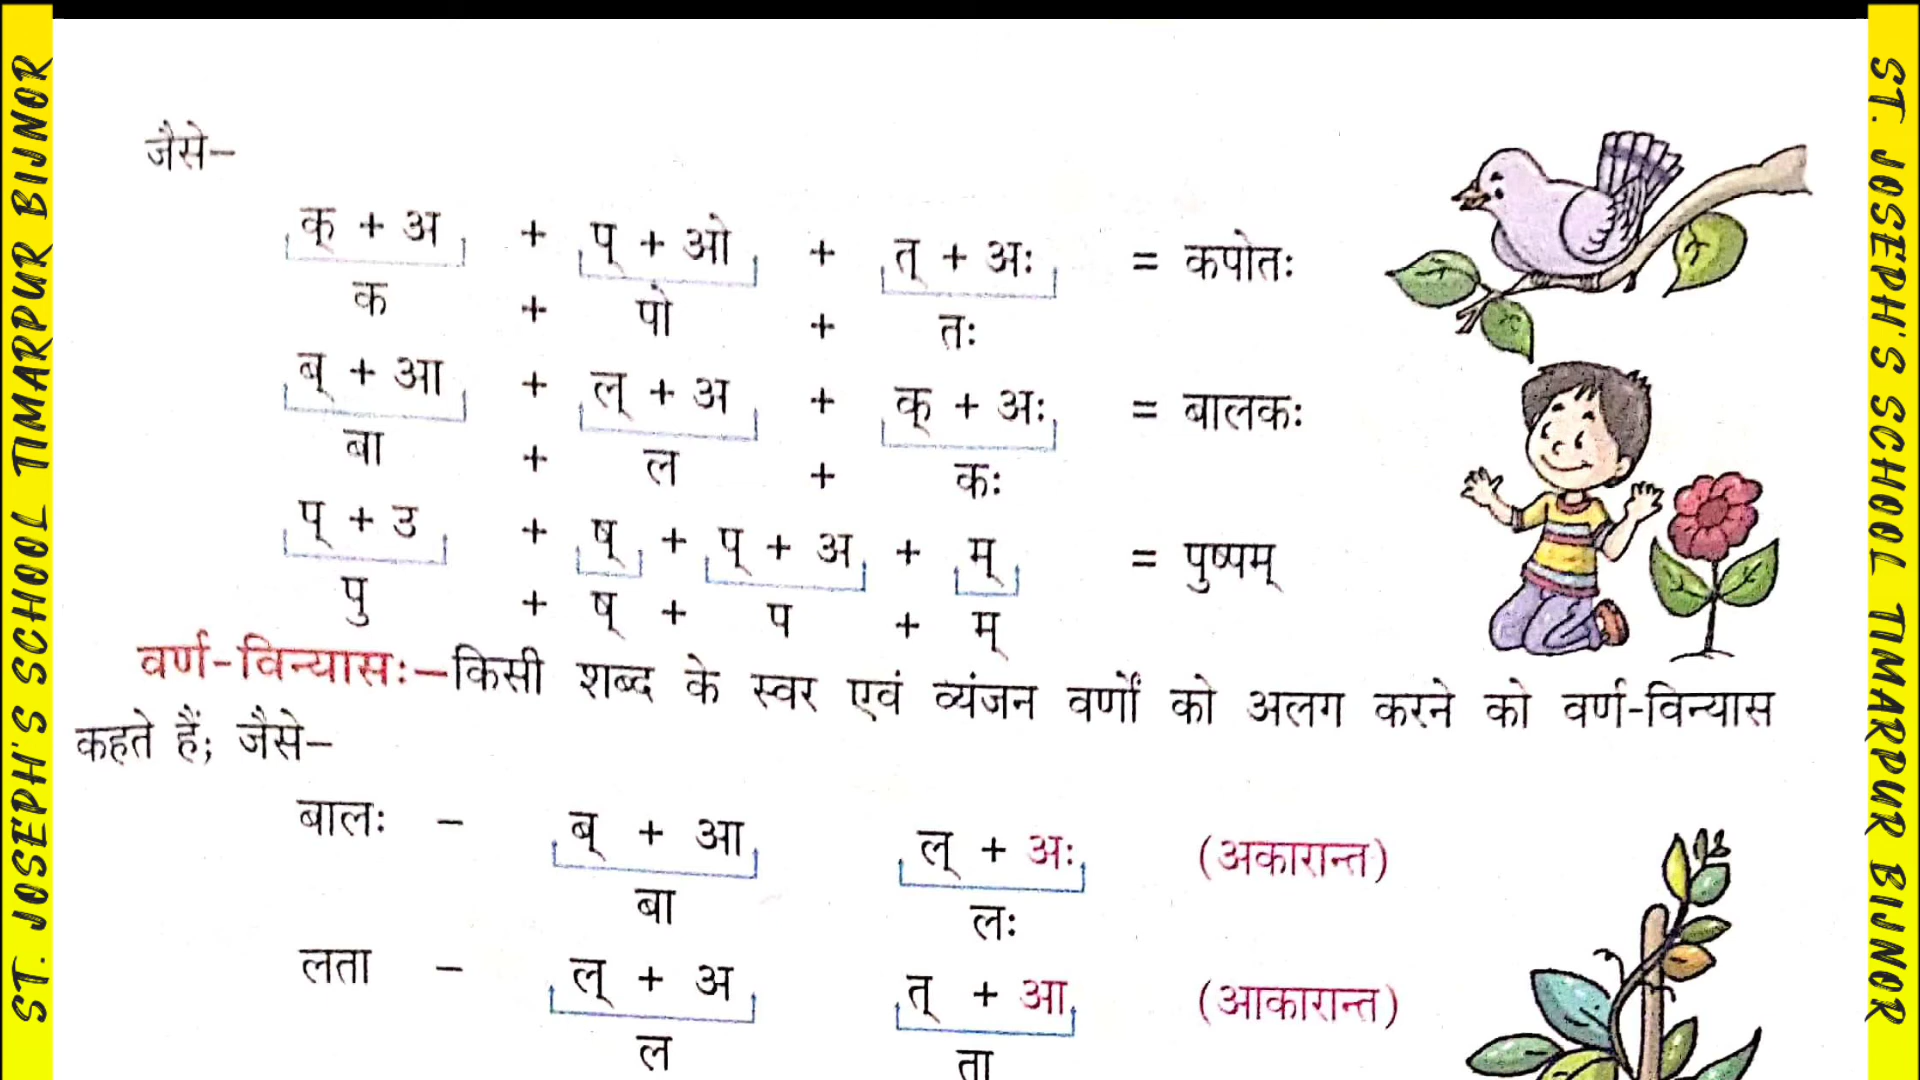 ST. JOSEPH'S SCHOOL TIMARPUR BIJNOR
जैसे–
क् + अ + प् + ओ + त् + अः = कपोतः
क + पो + तः
ब् + आ + ल् + अ + क् + अः = बालकः
बा + ल + कः
प् + उ + ष् + प् + अ + म् = पुष्पम्
पु + ष् + प + म्
वर्ण-विन्यासः–किसी शब्द के स्वर एवं व्यंजन वर्णों को अलग करने को वर्ण-विन्यास
कहते हैं; जैसे–
बालः – ब् + आ ल् + अः (अकारान्त)
बा लः
लता – ल् + अ त् + आ (आकारान्त)
ल ता
ST. JOSEPH'S SCHOOL TIMARPUR BIJNOR